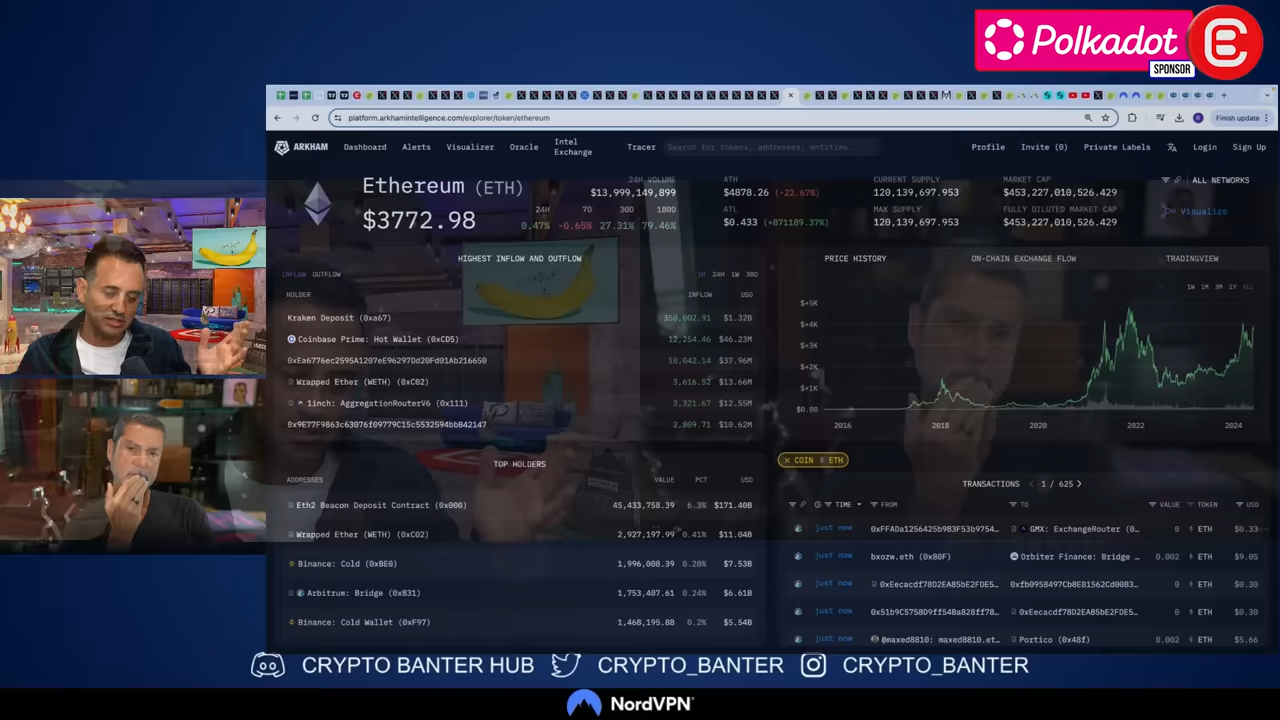 Polkadot
SPONSOR
platform.arkhamintelligence.com/explorer/token/ethereum
Finish update
ARKHAM
Dashboard
Alerts
Visualizer
Oracle
Intel Exchange
Tracer
Search for tokens, addresses, entities...
Profile
Invite (0)
Private Labels
Login
Sign Up
Ethereum (ETH)
$3772.98
24H VOLUME
$13,999,149,899
24H 7D 30D 180D
0.47% -0.65% 27.31% 79.46%
ATH
$4878.26 (-22.67%)
ATL
$0.433 (+871189.37%)
CURRENT SUPPLY
120,139,697.953
MAX SUPPLY
120,139,697.953
MARKET CAP
$453,227,010,526.429
FULLY DILUTED MARKET CAP
$453,227,010,526.429
ALL NETWORKS
Visualize
HIGHEST INFLOW AND OUTFLOW
INFLOW OUTFLOW
1H 24H 1W 30D
HOLDER INFLOW USD
Kraken Deposit (0xa67) 350,002.91 $1.32B
Coinbase Prime: Hot Wallet (0xCD5) 12,254.46 $46.23M
0xEa6776ec2595A1207eE96297Dd20Fd01Ab216650 10,042.14 $37.96M
Wrapped Ether (WETH) (0xC02) 3,616.52 $13.66M
1inch: AggregationRouterV6 (0x111) 3,321.67 $12.55M
0x9E77F9863c63076f09779C15c5532594bb842147 2,809.71 $10.62M
PRICE HISTORY
ON-CHAIN EXCHANGE FLOW
TRADINGVIEW
1W 1M 3M 1Y ALL
$+5K
$+4K
$+3K
$+2K
$+1K
$0.00
2016 2018 2020 2022 2024
TOP HOLDERS
ADDRESSES VALUE PCT USD
Eth2 Beacon Deposit Contract (0x000) 45,433,758.39 6.3% $171.40B
Wrapped Ether (WETH) (0xC02) 2,927,197.99 0.41% $11.04B
Binance: Cold (0xBE0) 1,996,008.39 0.28% $7.53B
Arbitrum: Bridge (0x831) 1,753,407.61 0.24% $6.61B
Binance: Cold Wallet (0xF97) 1,468,195.88 0.2% $5.54B
COIN ETH
TRANSACTIONS 1 / 625
TIME FROM TO VALUE TOKEN USD
just now 0xFFADa1256425b983F53b9754… GMX: ExchangeRouter (0… 0 ETH $0.33
just now bxozw.eth (0x80F) Orbiter Finance: Bridge … 0.002 ETH $9.05
just now 0xEecacdf78D2EA85bE2FDE5… 0xfb0958497Cb8E81562Cd0083… 0 ETH $0.30
just now 0x51b9C5758D9ff54Ba828ff78… 0xEecacdf78D2EA85bE2FDE5… 0 ETH $0.30
just now @maxed8810: maxed8810.et… Portico (0x48f) 0.002 ETH $5.66
CRYPTO BANTER HUB
CRYPTO_BANTER
CRYPTO_BANTER
NordVPN